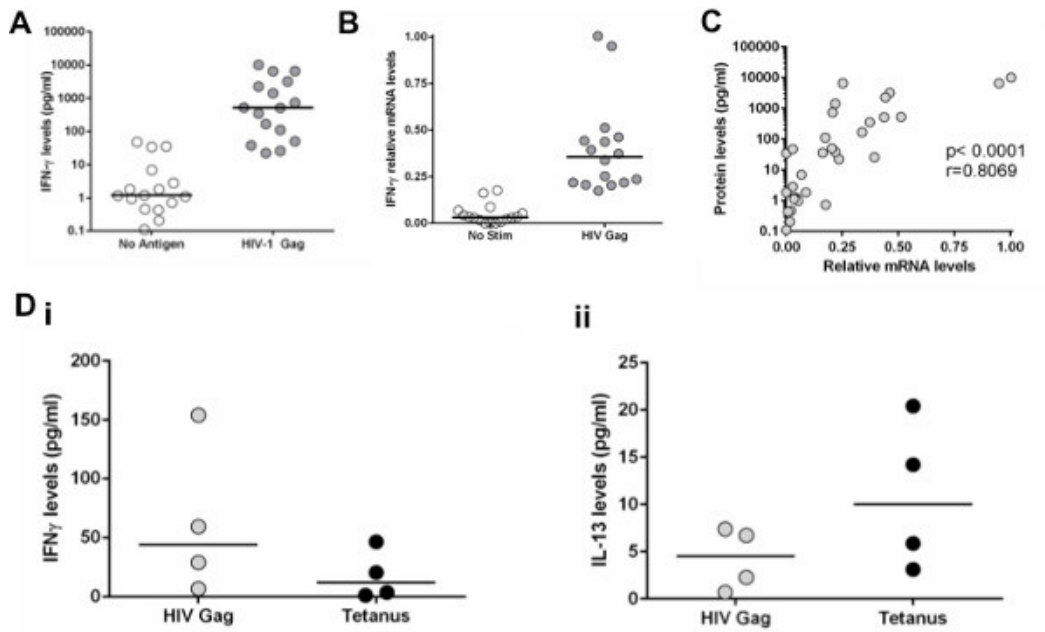 A
IFN-γ levels (pg/ml)
100000
10000
1000
100
10
1
0.1
No Antigen
HIV-1 Gag
B
IFN-γ relative mRNA levels
1.00
0.75
0.50
0.25
0.00
No Stim
HIV Gag
C
Protein levels (pg/ml)
100000
10000
1000
100
10
1
0.1
p< 0.0001
r=0.8069
0.00 0.25 0.50 0.75 1.00
Relative mRNA levels
D i
IFNγ levels (pg/ml)
200
150
100
50
0
HIV Gag
Tetanus
ii
IL-13 levels (pg/ml)
25
20
15
10
5
0
HIV Gag
Tetanus